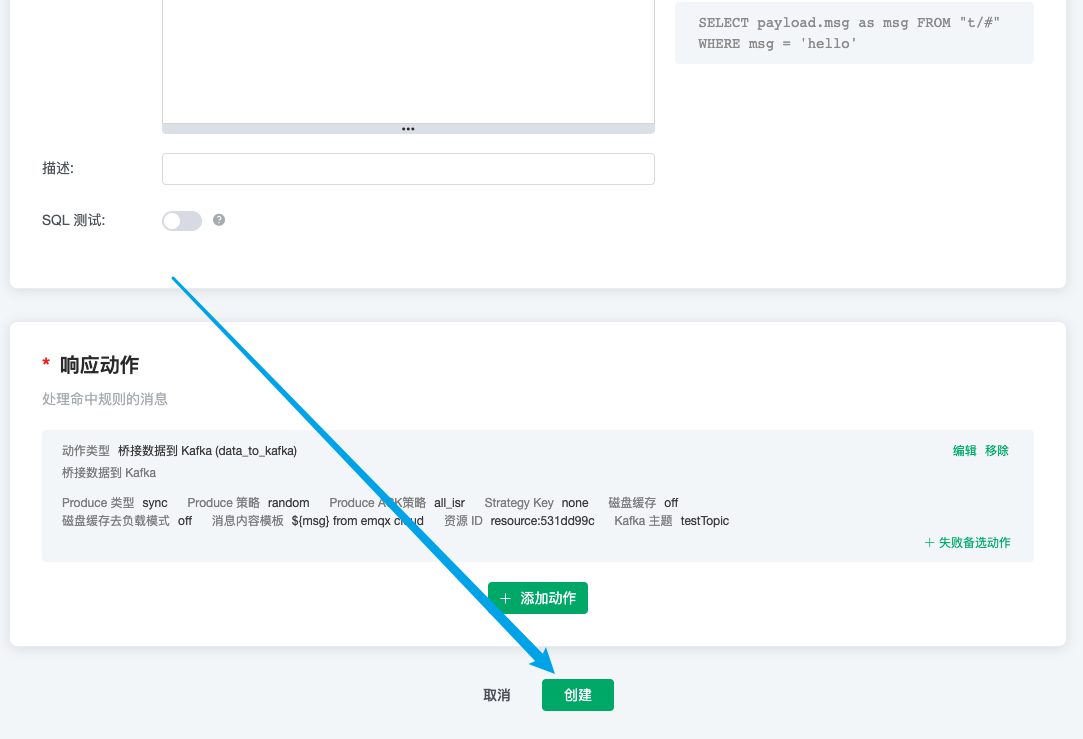 SELECT payload.msg as msg FROM "t/#"
WHERE msg = 'hello'
描述:
SQL 测试:
* 响应动作
处理命中规则的消息
动作类型 桥接数据到 Kafka (data_to_kafka) 编辑 移除
桥接数据到 Kafka
Produce 类型 sync Produce 策略 random Produce ACK策略 all_isr Strategy Key none 磁盘缓存 off
磁盘缓存去负载模式 off 消息内容模板 ${msg} from emqx cloud 资源 ID resource:531dd99c Kafka 主题 testTopic
+ 失败备选动作
+ 添加动作
取消 创建